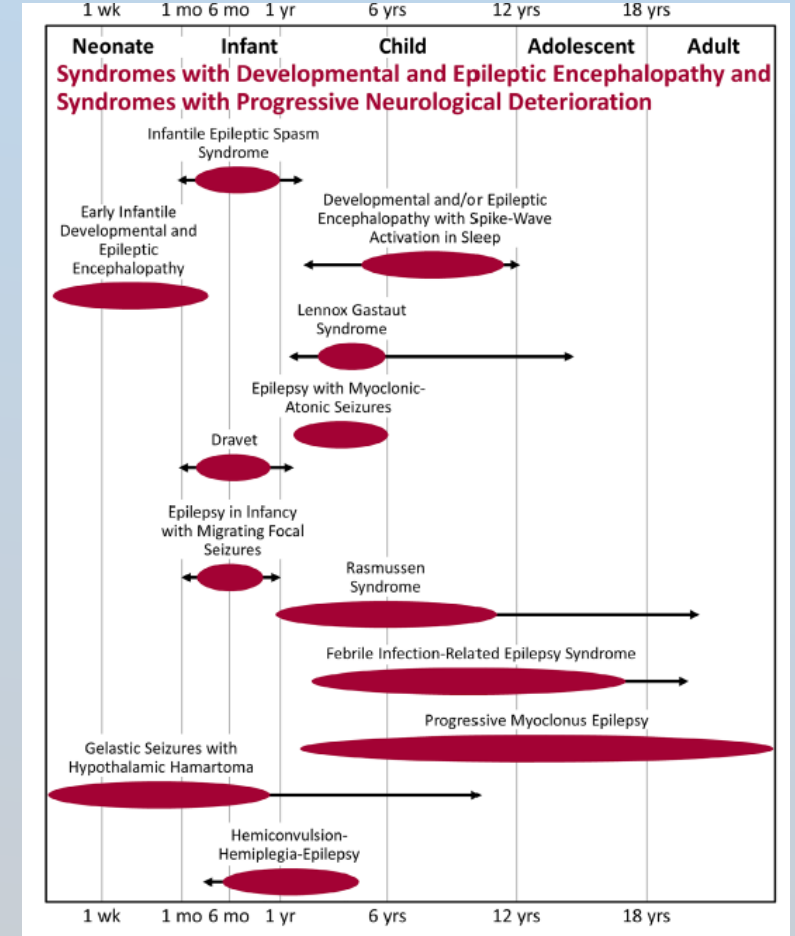 1 wk 1 mo 6 mo 1 yr 6 yrs 12 yrs 18 yrs
Neonate Infant Child Adolescent Adult
Syndromes with Developmental and Epileptic Encephalopathy and
Syndromes with Progressive Neurological Deterioration
Infantile Epileptic Spasm
Syndrome
Early Infantile
Developmental and
Epileptic
Encephalopathy
Developmental and/or Epileptic
Encephalopathy with Spike-Wave
Activation in Sleep
Lennox Gastaut
Syndrome
Epilepsy with Myoclonic-
Atonic Seizures
Dravet
Epilepsy in Infancy
with Migrating Focal
Seizures
Rasmussen
Syndrome
Febrile Infection-Related Epilepsy Syndrome
Progressive Myoclonus Epilepsy
Gelastic Seizures with
Hypothalamic Hamartoma
Hemiconvulsion-
Hemiplegia-Epilepsy
1 wk 1 mo 6 mo 1 yr 6 yrs 12 yrs 18 yrs